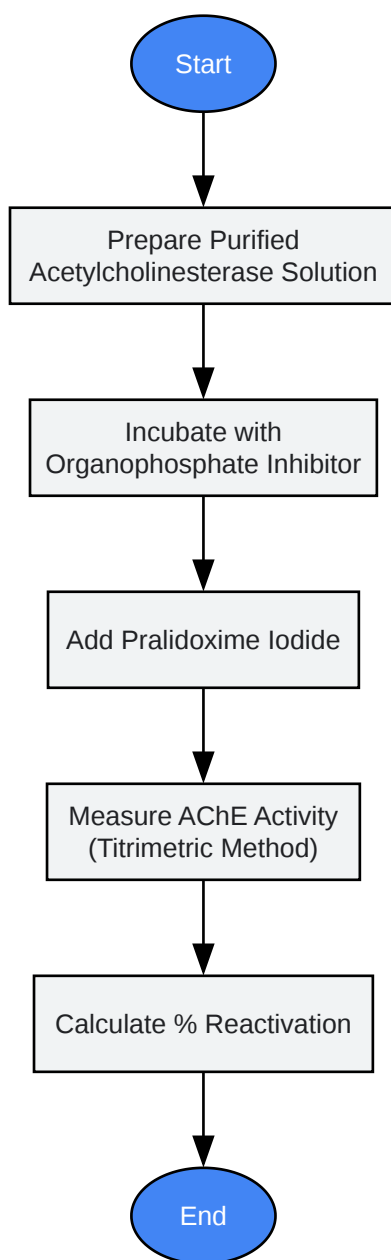 Start
Prepare Purified
Acetylcholinesterase Solution
Incubate with
Organophosphate Inhibitor
Add Pralidoxime Iodide
Measure AChE Activity
(Titrimetric Method)
Calculate % Reactivation
End